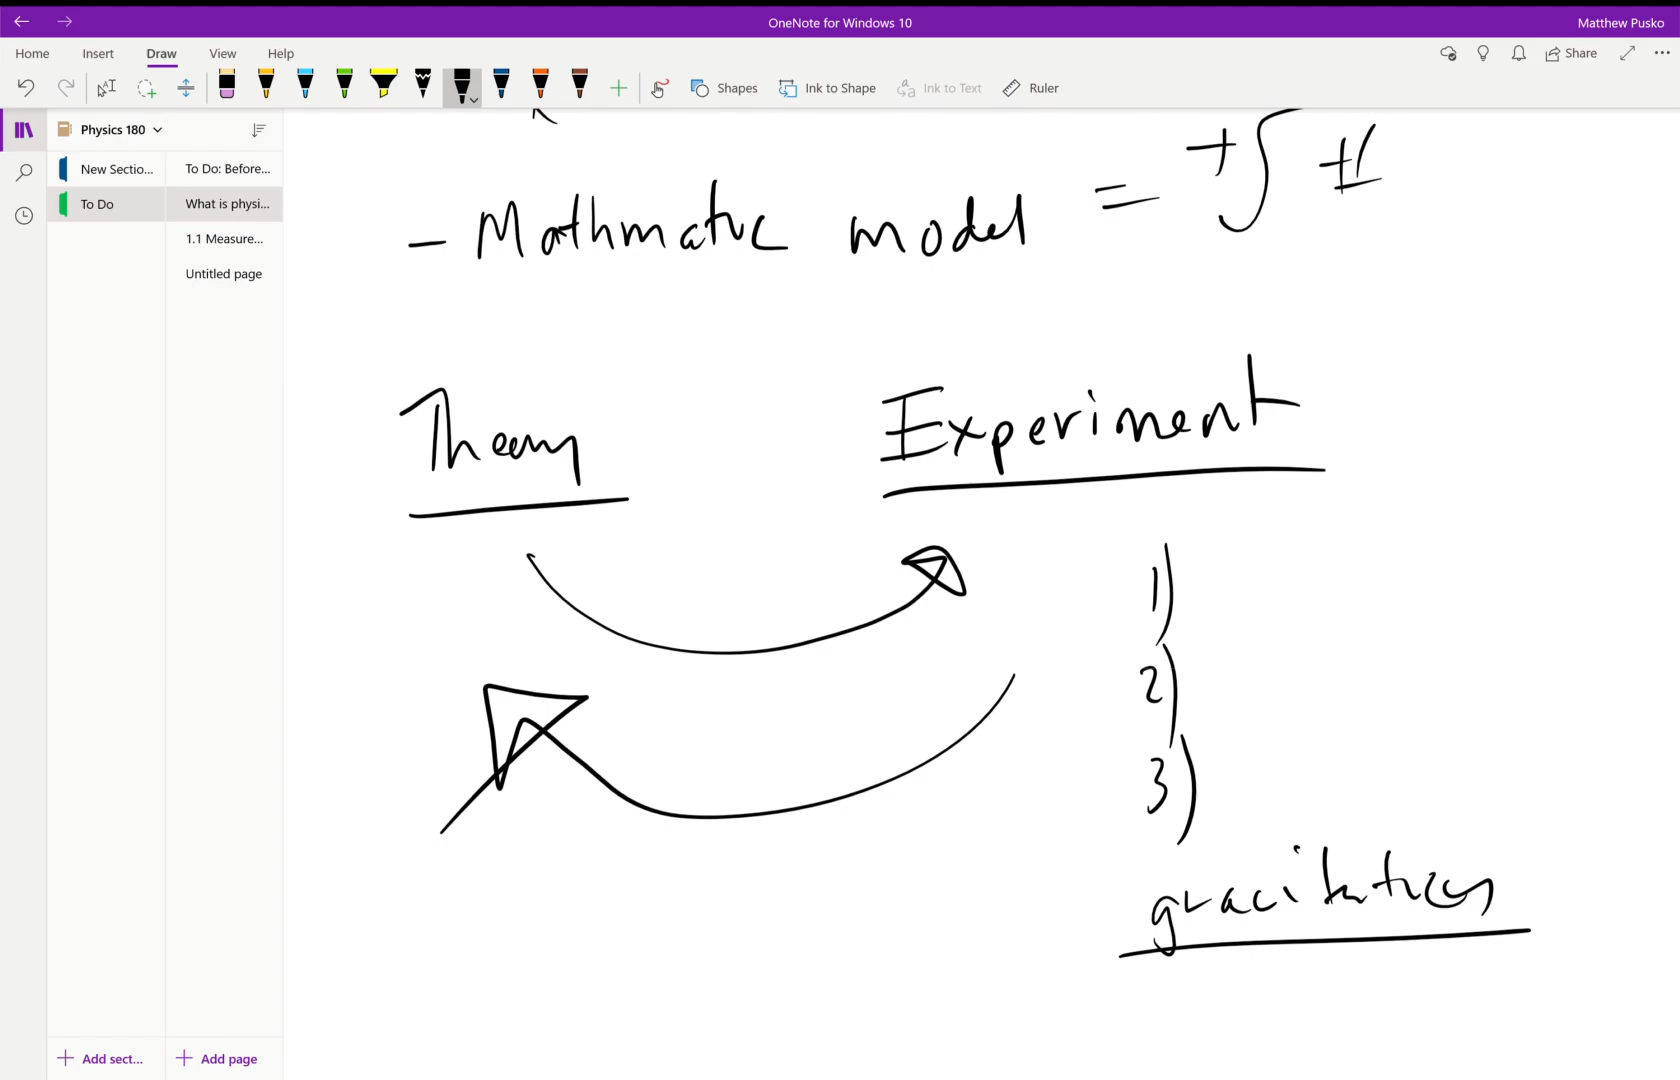 OneNote for Windows 10
Matthew Pusko
Home Insert Draw View Help
Share
Shapes Ink to Shape Ink to Text Ruler
Physics 180
New Sectio...
To Do
To Do: Before...
What is physi...
1.1 Measure...
Untitled page
- Mathmatic model = + ∫ #
Theory Experiment
1)
2)
3)
Add sect... Add page